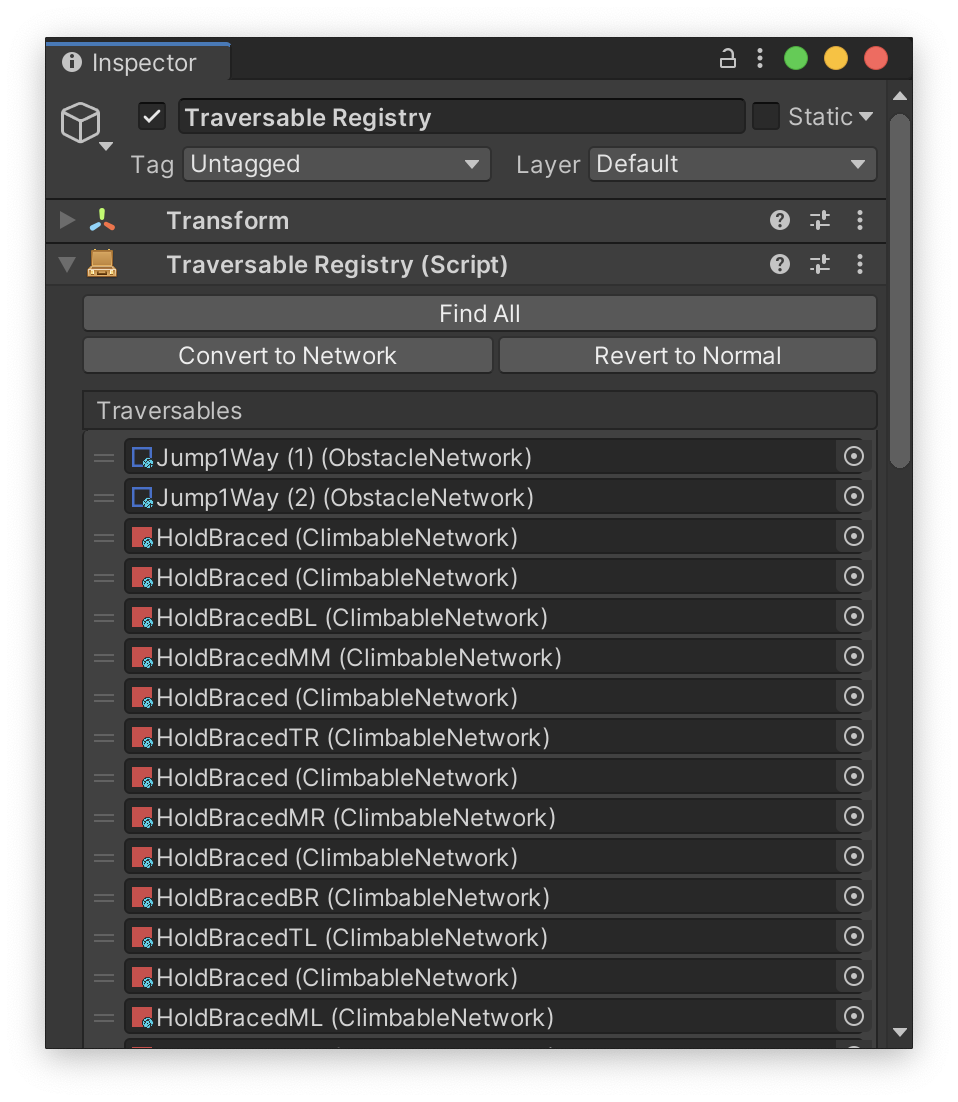 Inspector
Traversable Registry
Static
Tag Untagged Layer Default
Transform
Traversable Registry (Script)
Find All
Convert to Network Revert to Normal
Traversables
Jump1Way (1) (ObstacleNetwork)
Jump1Way (2) (ObstacleNetwork)
HoldBraced (ClimbableNetwork)
HoldBraced (ClimbableNetwork)
HoldBracedBL (ClimbableNetwork)
HoldBracedMM (ClimbableNetwork)
HoldBraced (ClimbableNetwork)
HoldBracedTR (ClimbableNetwork)
HoldBraced (ClimbableNetwork)
HoldBracedMR (ClimbableNetwork)
HoldBraced (ClimbableNetwork)
HoldBracedBR (ClimbableNetwork)
HoldBracedTL (ClimbableNetwork)
HoldBraced (ClimbableNetwork)
HoldBracedML (ClimbableNetwork)